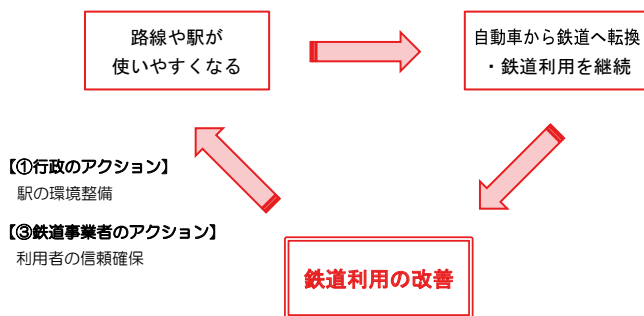 路線や駅が
使いやすくなる
自動車から鉄道へ転換
・鉄道利用を継続
【①行政のアクション】
駅の環境整備
【③鉄道事業者のアクション】
利用者の信頼確保
鉄道利用の改善